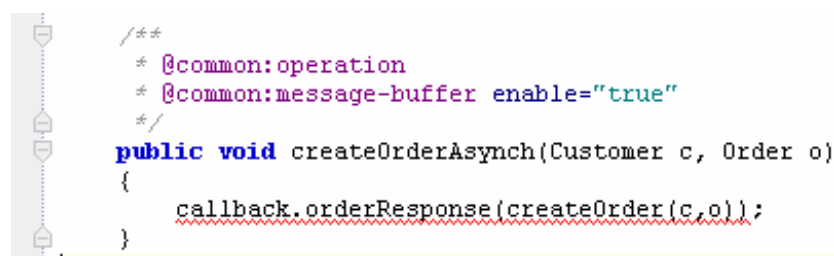 /**
* @common:operation
* @common:message-buffer enable="true"
*/
public void createOrderAsynch(Customer c, Order o)
{
callback.orderResponse(createOrder(c,o));
}